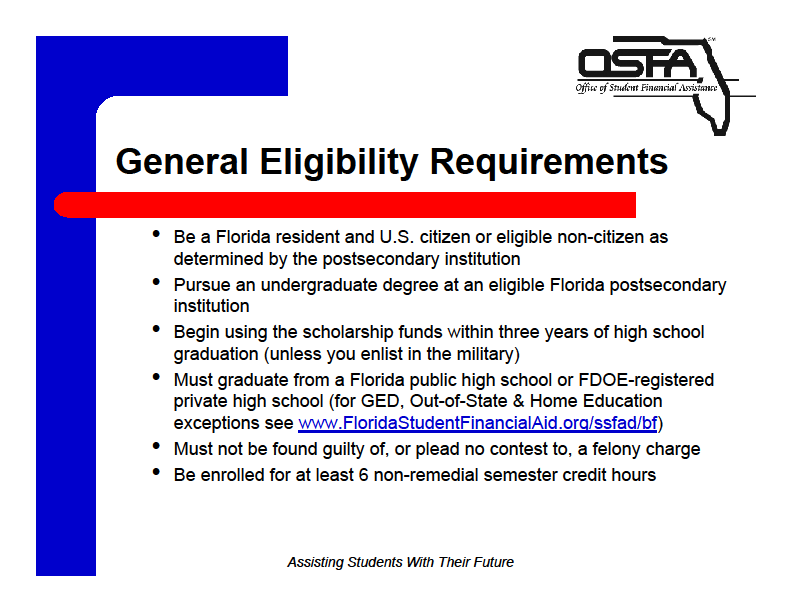 OSFA SM
Office of Student Financial Assistance
General Eligibility Requirements
• Be a Florida resident and U.S. citizen or eligible non-citizen as
determined by the postsecondary institution
• Pursue an undergraduate degree at an eligible Florida postsecondary
institution
• Begin using the scholarship funds within three years of high school
graduation (unless you enlist in the military)
• Must graduate from a Florida public high school or FDOE-registered
private high school (for GED, Out-of-State & Home Education
exceptions see www.FloridaStudentFinancialAid.org/ssfad/bf)
• Must not be found guilty of, or plead no contest to, a felony charge
• Be enrolled for at least 6 non-remedial semester credit hours
Assisting Students With Their Future